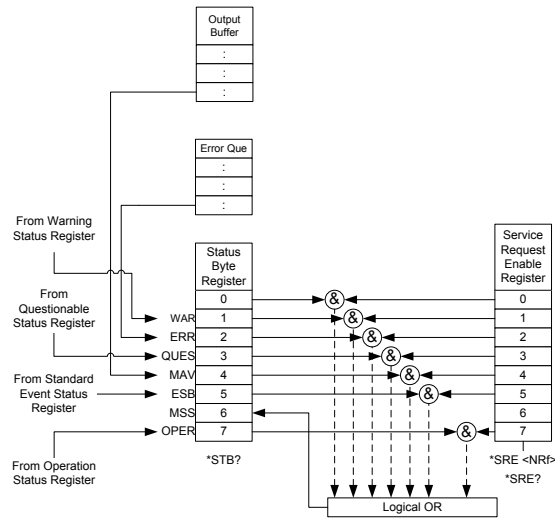 Output
Buffer
:
:
:
Error Que
:
:
:
From Warning
Status Register
From
Questionable
Status Register
From Standard
Event Status
Register
From Operation
Status Register
Status
Byte
Register
0
WAR 1
ERR 2
QUES 3
MAV 4
ESB 5
MSS 6
OPER 7
*STB?
&
&
&
&
&
&
&
Service
Request
Enable
Register
0
1
2
3
4
5
6
7
*SRE <NRf>
*SRE?
Logical OR